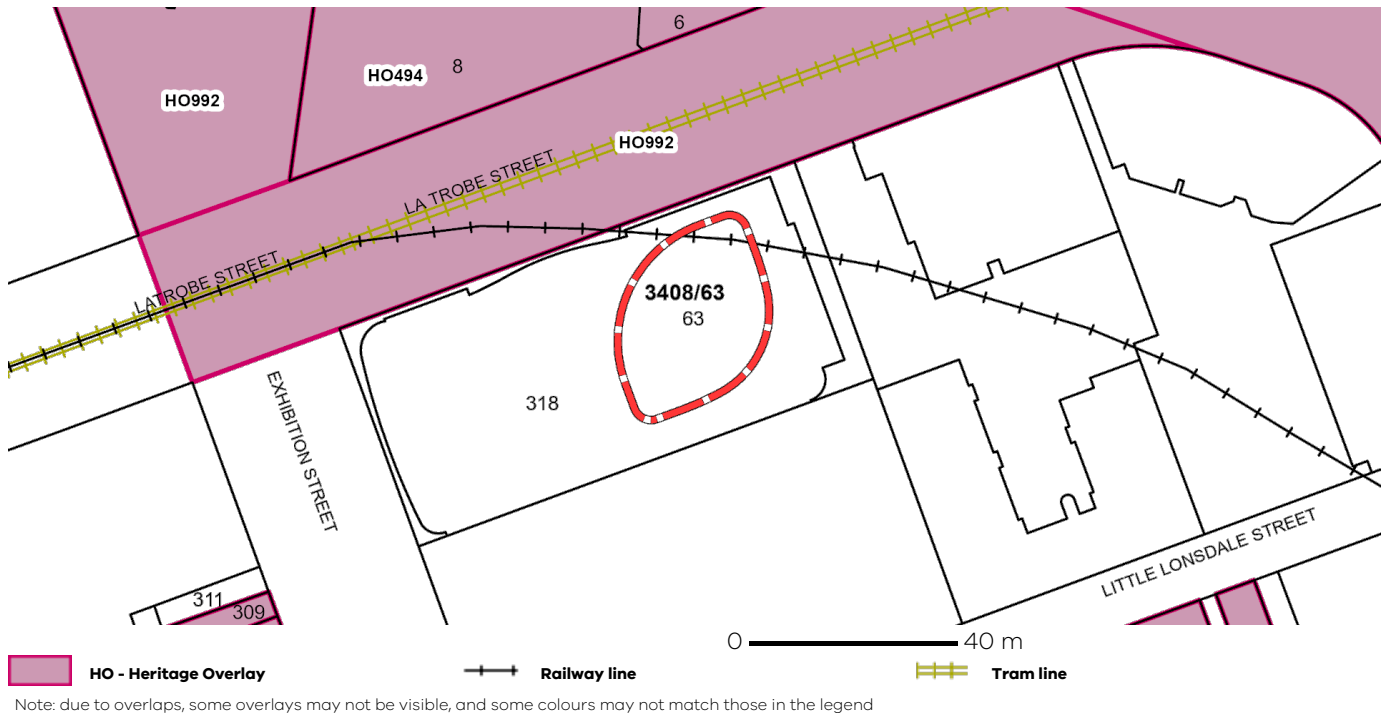 6
8
HO494
HO992
HO992
LA TROBE STREET
LATROBE STREET
3408/63
63
318
EXHIBITION STREET
LITTLE LONSDALE STREET
311
309
0 40 m
HO - Heritage Overlay
Railway line
Tram line
Note: due to overlaps, some overlays may not be visible, and some colours may not match those in the legend